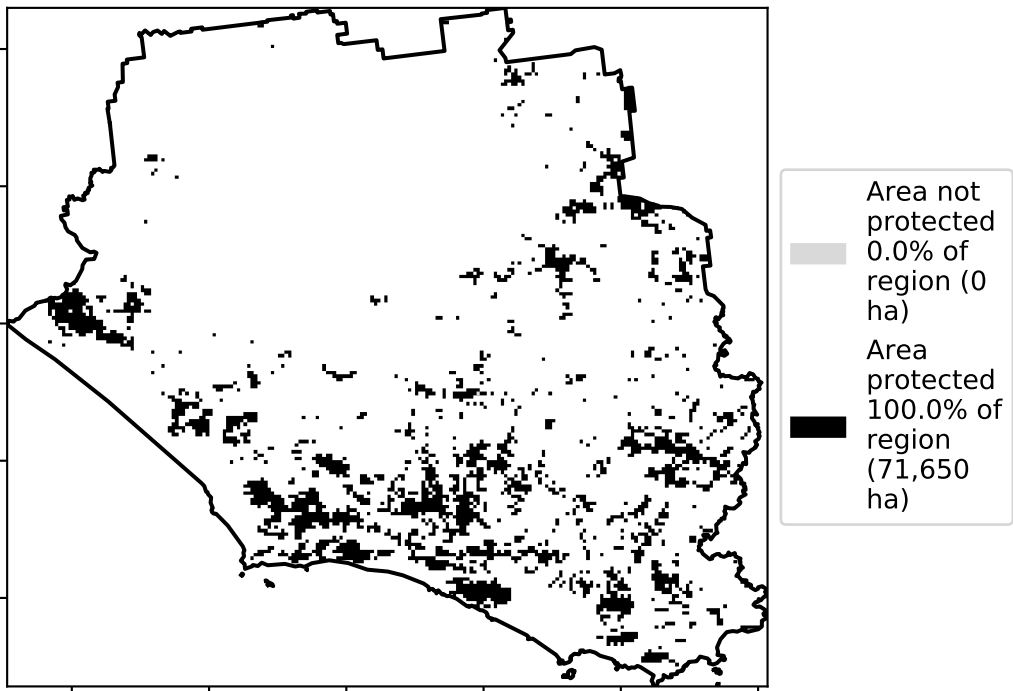 Area not
protected
0.0% of
region (0
ha)
Area
protected
100.0% of
region
(71,650
ha)